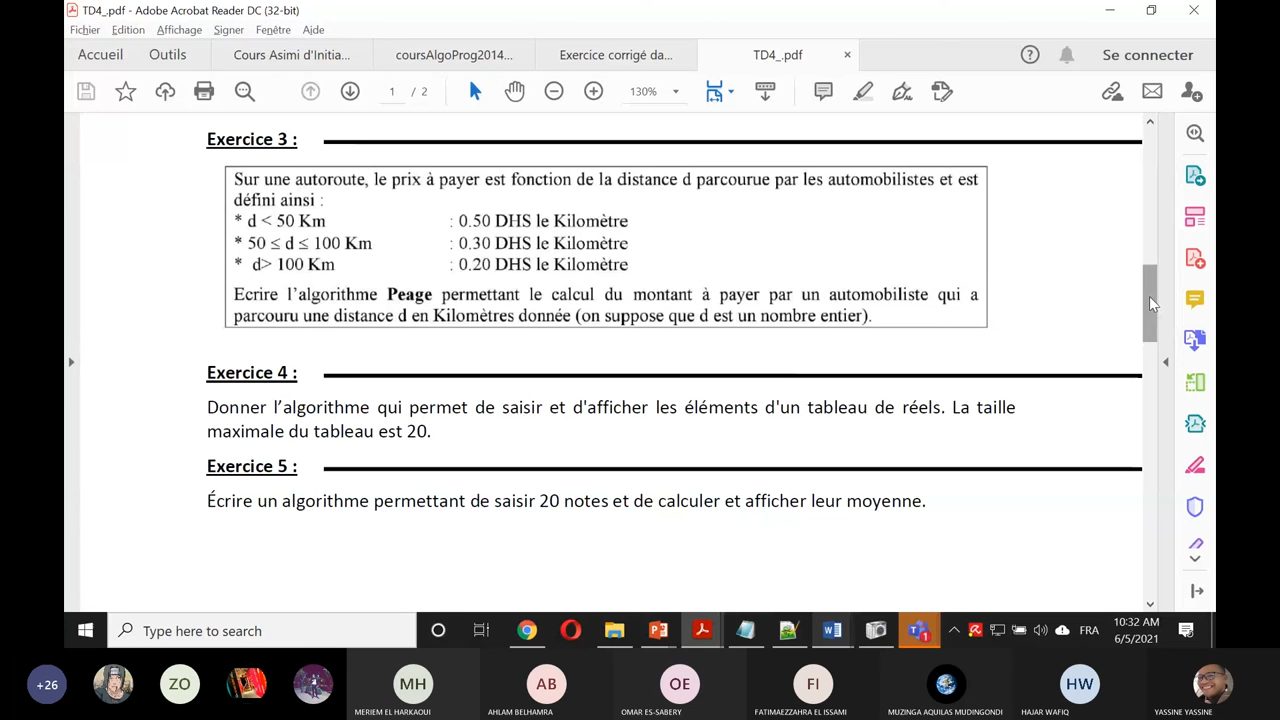 TD4_.pdf - Adobe Acrobat Reader DC (32-bit)
Fichier Edition Affichage Signer Fenêtre Aide
Accueil Outils Cours Asimi d'Initia... coursAlgoProg2014... Exercice corrigé da... TD4_.pdf × Se connecter
1 / 2 130%
Exercice 3 :
Sur une autoroute, le prix à payer est fonction de la distance d parcourue par les automobilistes et est
défini ainsi :
* d < 50 Km : 0.50 DHS le Kilomètre
* 50 ≤ d ≤ 100 Km : 0.30 DHS le Kilomètre
* d> 100 Km : 0.20 DHS le Kilomètre
Ecrire l'algorithme Peage permettant le calcul du montant à payer par un automobiliste qui a
parcouru une distance d en Kilomètres donnée (on suppose que d est un nombre entier).
Exercice 4 :
Donner l'algorithme qui permet de saisir et d'afficher les éléments d'un tableau de réels. La taille
maximale du tableau est 20.
Exercice 5 :
Écrire un algorithme permettant de saisir 20 notes et de calculer et afficher leur moyenne.
Type here to search
FRA
10:32 AM
6/5/2021
+26 ZO MH AB OE FI HW
MERIEM EL HARKAOUI AHLAM BELHAMRA OMAR ES-SABERY FATIMAEZZAHRA EL ISSAMI MUZINGA AQUILAS MUDINGONDI HAJAR WAFIQ YASSINE YASSINE